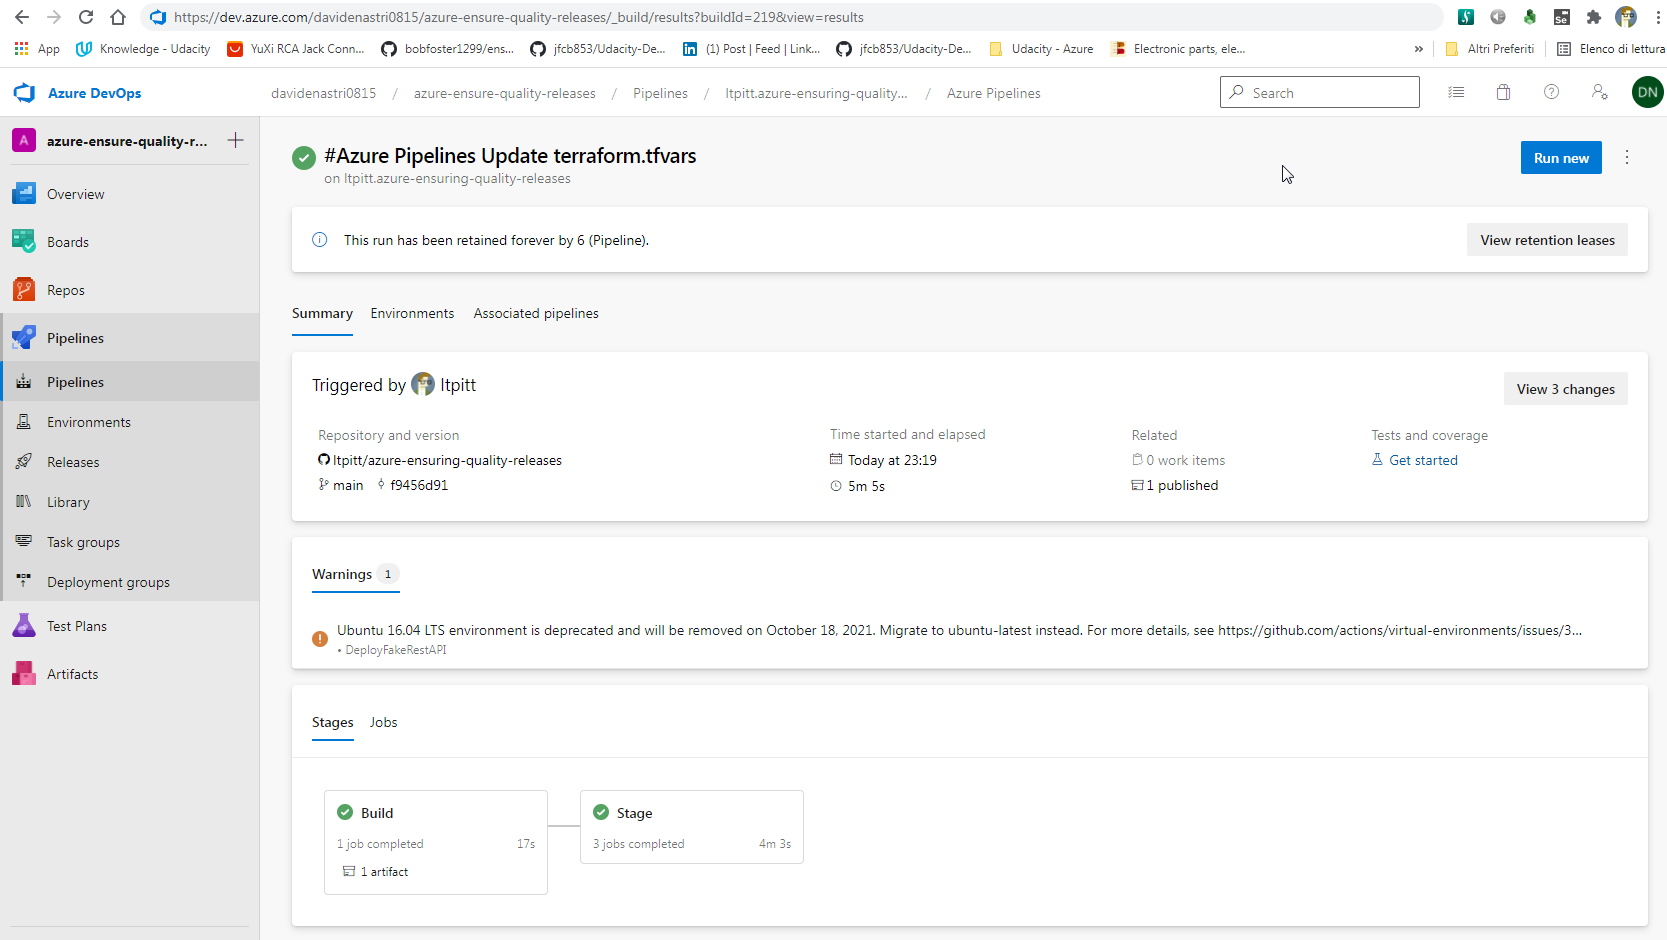 https://dev.azure.com/davidenastri0815/azure-ensure-quality-releases/_build/results?buildId=219&view=results
App
Knowledge - Udacity
YuXi RCA Jack Conn...
bobfoster1299/ens...
jfcb853/Udacity-De...
(1) Post | Feed | Link...
jfcb853/Udacity-De...
Udacity - Azure
Electronic parts, ele...
»
Altri Preferiti
Elenco di lettura
Azure DevOps
davidenastri0815 / azure-ensure-quality-releases / Pipelines / ltpitt.azure-ensuring-quality... / Azure Pipelines
Search
DN
A
azure-ensure-quality-r...
Overview
Boards
Repos
Pipelines
Pipelines
Environments
Releases
Library
Task groups
Deployment groups
Test Plans
Artifacts
#Azure Pipelines Update terraform.tfvars
on ltpitt.azure-ensuring-quality-releases
Run new
This run has been retained forever by 6 (Pipeline).
View retention leases
Summary
Environments
Associated pipelines
Triggered by ltpitt
View 3 changes
Repository and version
ltpitt/azure-ensuring-quality-releases
main
f9456d91
Time started and elapsed
Today at 23:19
5m 5s
Related
0 work items
1 published
Tests and coverage
Get started
Warnings 1
Ubuntu 16.04 LTS environment is deprecated and will be removed on October 18, 2021. Migrate to ubuntu-latest instead. For more details, see https://github.com/actions/virtual-environments/issues/3...
• DeployFakeRestAPI
Stages
Jobs
Build
1 job completed 17s
1 artifact
Stage
3 jobs completed 4m 3s